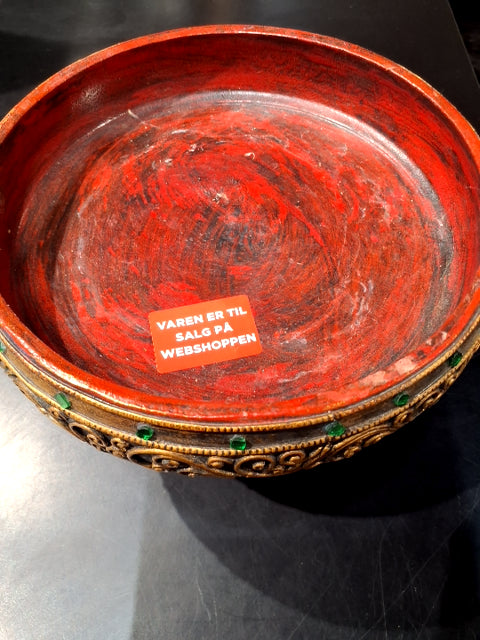 VAREN ER TIL
SALG PÅ
WEBSHOPPEN